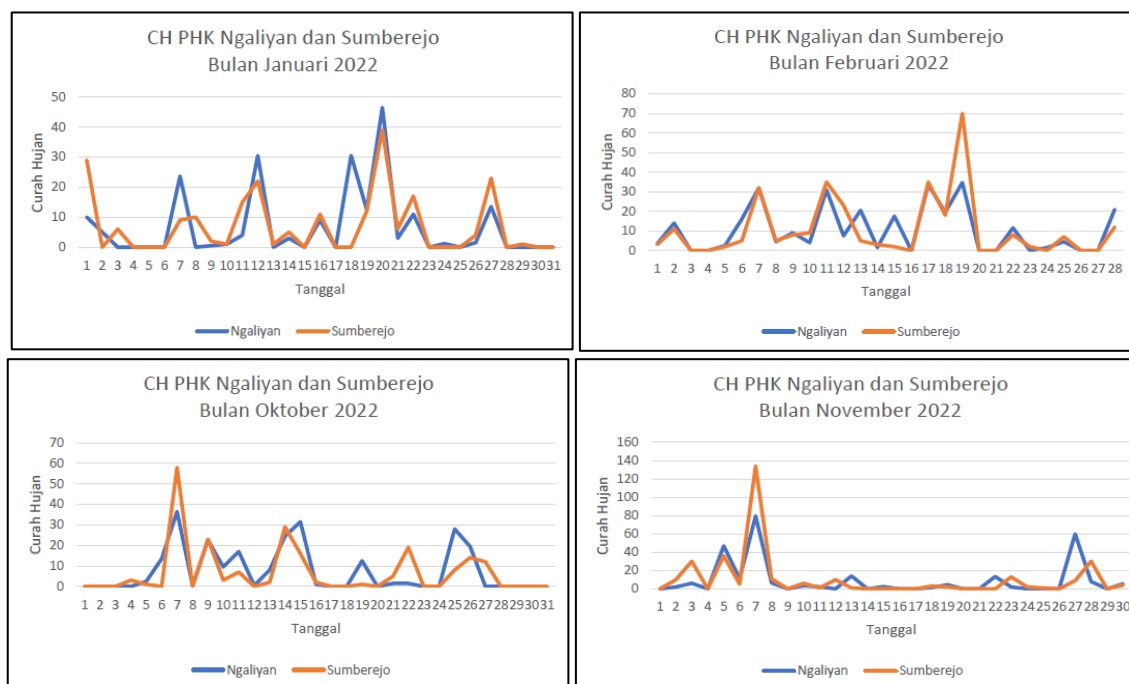 CH PHK Ngaliyan dan Sumberejo
Bulan Januari 2022
50
40
30
20
10
0
Curah Hujan
1 2 3 4 5 6 7 8 9 10 11 12 13 14 15 16 17 18 19 20 21 22 23 24 25 26 27 28 29 30 31
Tanggal
Ngaliyan Sumberejo
CH PHK Ngaliyan dan Sumberejo
Bulan Februari 2022
80
70
60
50
40
30
20
10
0
Curah Hujan
1 2 3 4 5 6 7 8 9 10 11 12 13 14 15 16 17 18 19 20 21 22 23 24 25 26 27 28
Tanggal
Ngaliyan Sumberejo
CH PHK Ngaliyan dan Sumberejo
Bulan Oktober 2022
70
60
50
40
30
20
10
0
Curah Hujan
1 2 3 4 5 6 7 8 9 10 11 12 13 14 15 16 17 18 19 20 21 22 23 24 25 26 27 28 29 30 31
Tanggal
Ngaliyan Sumberejo
CH PHK Ngaliyan dan Sumberejo
Bulan November 2022
160
140
120
100
80
60
40
20
0
Curah Hujan
1 2 3 4 5 6 7 8 9 10 11 12 13 14 15 16 17 18 19 20 21 22 23 24 25 26 27 28 29 30
Tanggal
Ngaliyan Sumberejo